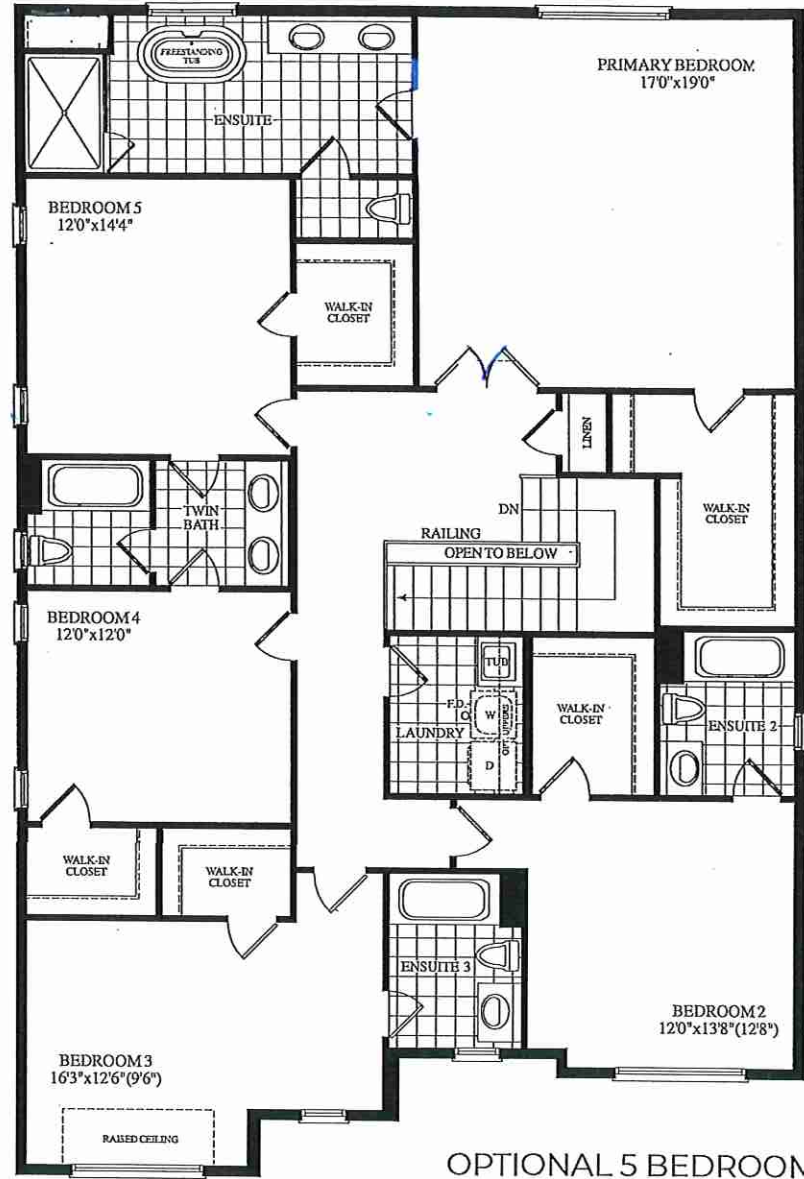 FREESTANDING
TUB
ENSUITE
PRIMARY BEDROOM
17'0"x19'0"
BEDROOM 5
12'0"x14'4"
WALK-IN
CLOSET
LINEN
TWIN
BATH
DN
RAILING
OPEN TO BELOW
WALK-IN
CLOSET
BEDROOM 4
12'0"x12'0"
TUB
F.D.
W
OPT. UPPERS
LAUNDRY
D
WALK-IN
CLOSET
ENSUITE 2
WALK-IN
CLOSET
WALK-IN
CLOSET
ENSUITE 3
BEDROOM 2
12'0"x13'8"(12'8")
BEDROOM 3
16'3"x12'6"(9'6")
RAISED CEILING
OPTIONAL 5 BEDROOM